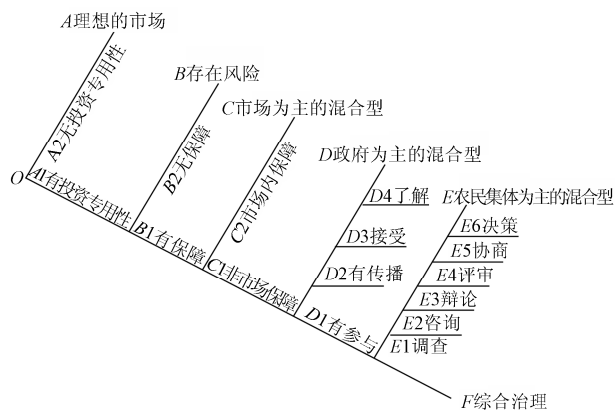 A理想的市场
A2无投资专用性
B存在风险
C市场为主的混合型
B2无保障
C2市场内保障
D政府为主的混合型
O
A1有投资专用性
D4了解
E农民集体为主的混合型
E6决策
B1有保障
D3接受
E5协商
C1非市场保障
D2有传播
E4评审
E3辩论
D1有参与
E2咨询
E1调查
F综合治理